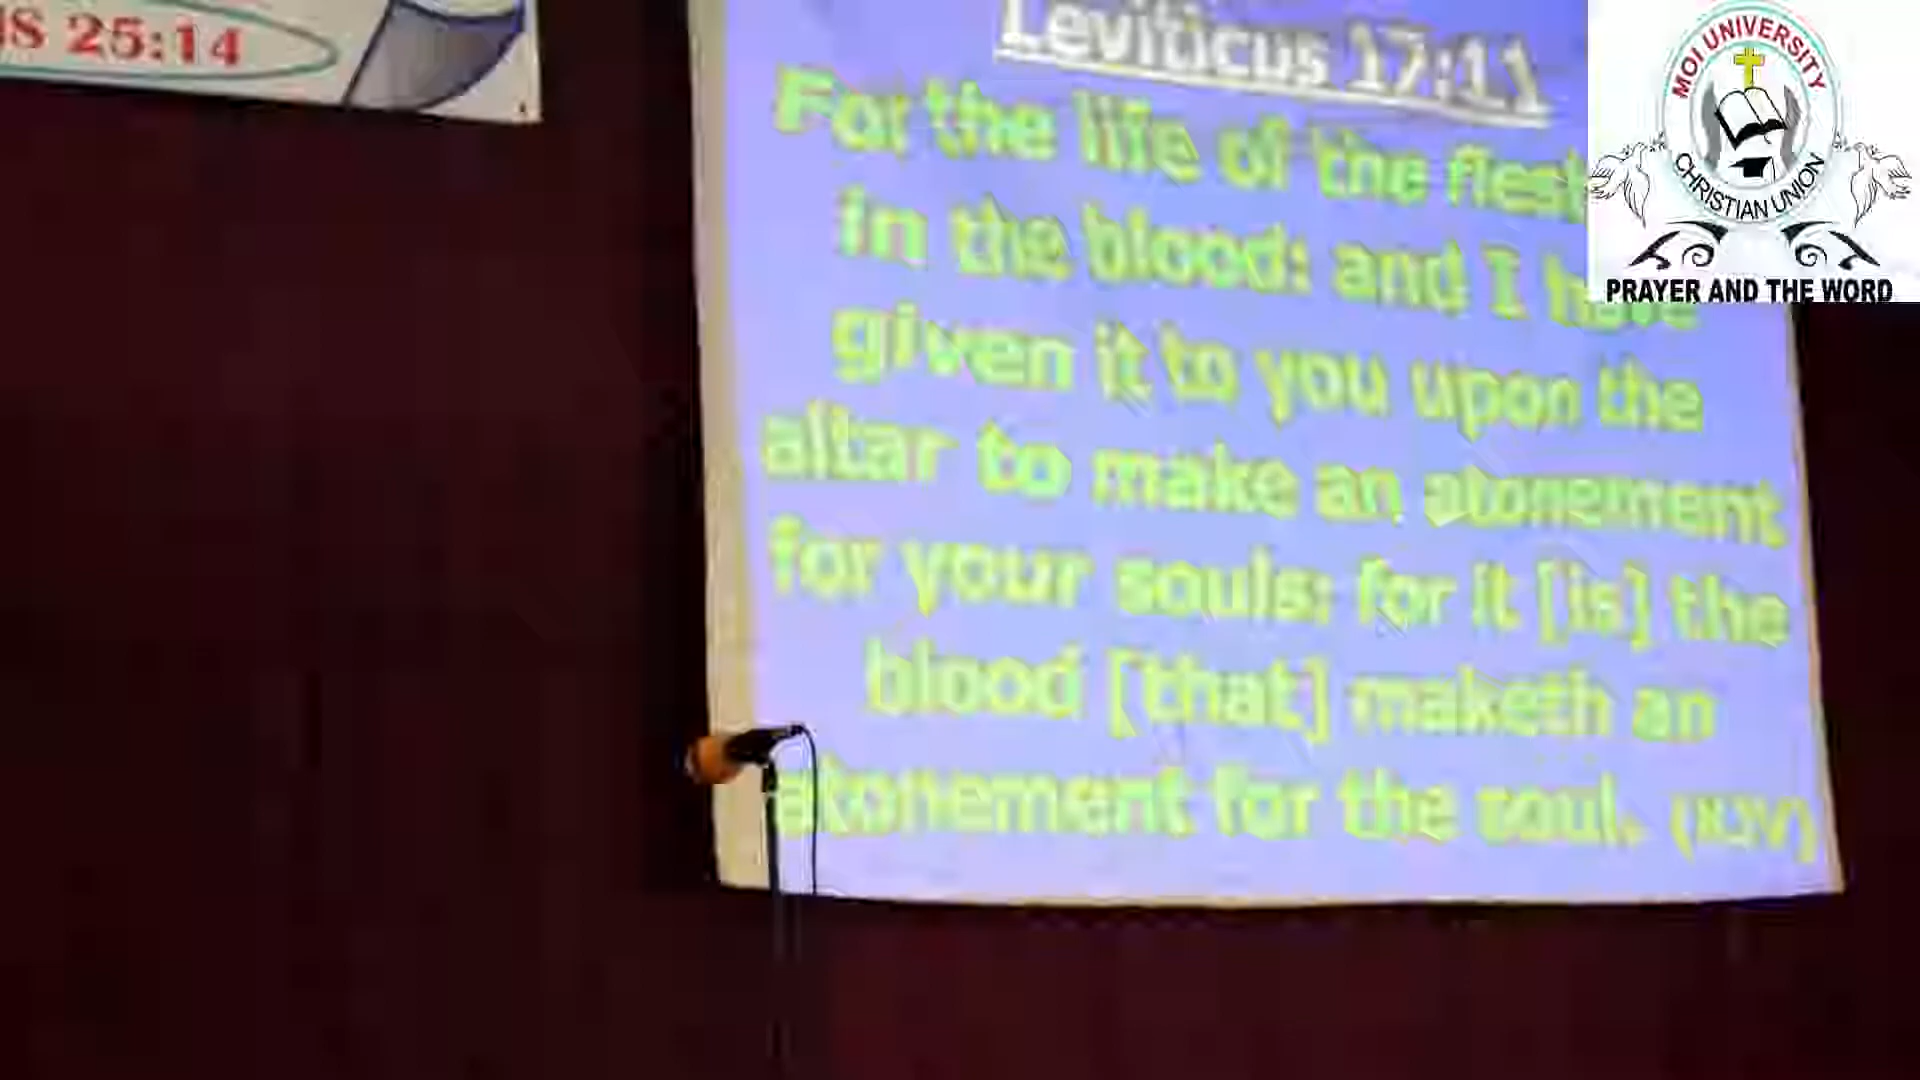 25:14
Leviticus 17:11
For the life of the flesh
in the blood: and I have
given it to you upon the
altar to make an atonement
for your souls: for it [is] the
blood [that] maketh an
atonement for the soul. (KJV)
MOI UNIVERSITY
CHRISTIAN UNION
PRAYER AND THE WORD